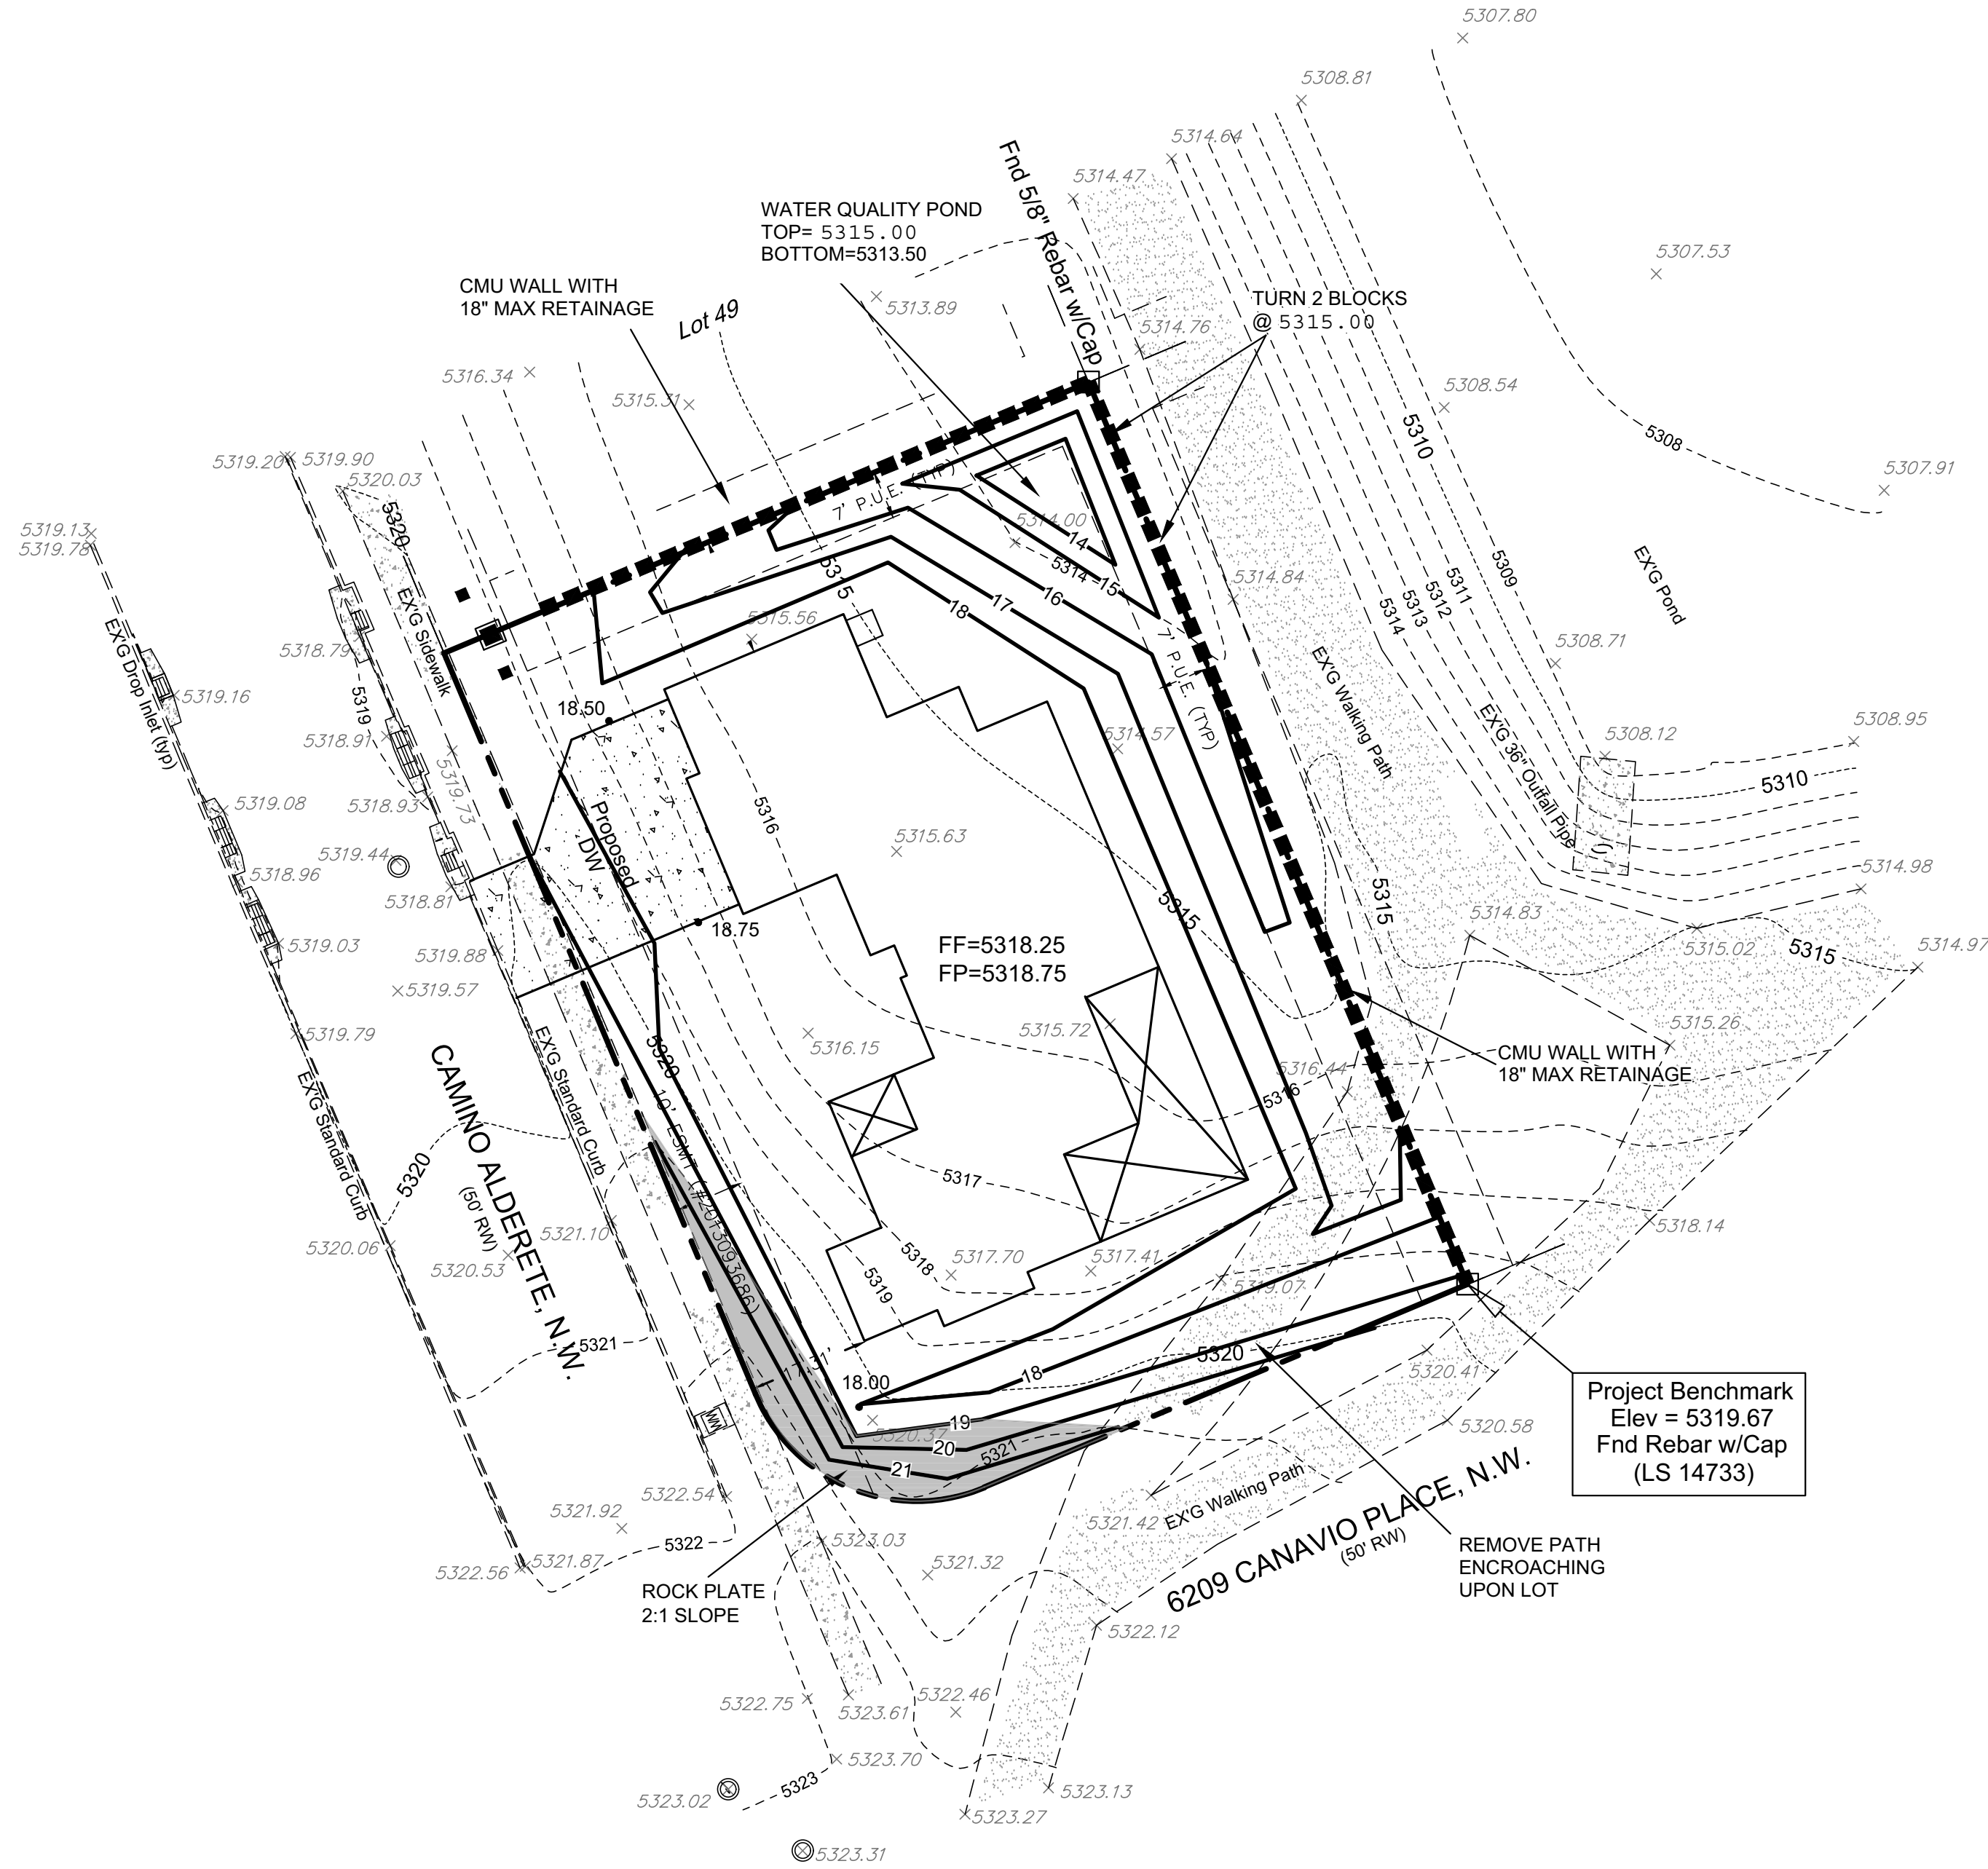 5307.80
5308.81
5314.64
Fnd 5/8" Rebar w/Cap
5314.47
WATER QUALITY POND
TOP= 5315.00
BOTTOM=5313.50
5307.53
CMU WALL WITH
18" MAX RETAINAGE
TURN 2 BLOCKS
@ 5315.00
Lot 49
5313.89
5314.76
5316.34
5315.31
5308.54
5310
5308
5319.20
5319.90
5320.03
5320
7' P.U.E. (TYP)
5307.91
5319.13
5319.78
5314.00
14
5314
15
5315
5309
5311
5312
5313
5314
EX'G Pond
EX'G Sidewalk
EX'G Drop Inlet (typ)
5315.56
18
17
16
5314.84
5318.79
5319
7' P.U.E. (TYP)
EX'G Walking Path
5308.71
5319.16
18.50
5318.91
5319.73
5314.57
EX'G 36" Outfall Pipe
5308.12
5308.95
5310
5319.08
5318.93
Proposed
DW
5316
5315.63
5319.44
5318.96
5318.81
5314.98
5315
5315
5314.83
5315.02
5315
5314.97
5319.03
5319.88
18.75
FF=5318.25
FP=5318.75
5319.57
5319.79
EX'G Standard Curb
EX'G Standard Curb
5320
5316.15
5315.72
5315.26
CMU WALL WITH
18" MAX RETAINAGE
5316.44
5316
CAMINO ALDERETE, N.W.
(50' RW)
10' ESMT (#2013093686)
5320
5317
5318.14
5320.06
5320.53
5321.10
5318
5319
5317.70
5317.41
5319.07
5321
18.00
18
5320
5320.41
Project Benchmark
Elev = 5319.67
Fnd Rebar w/Cap
(LS 14733)
WM
19
5320.37
20
5321
21
5320.58
5322.54
5321.92
5322
5322.56
5321.87
5323.03
5321.32
5321.42
EX'G Walking Path
6209 CANAVIO PLACE, N.W.
(50' RW)
REMOVE PATH
ENCROACHING
UPON LOT
ROCK PLATE
2:1 SLOPE
5322.12
5322.75
5323.61
5322.46
5323.70
5323
5323.02
5323.13
5323.27
5323.31